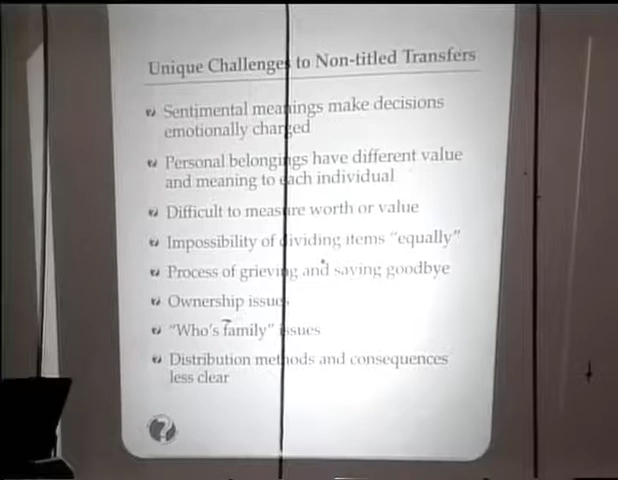 Unique Challenges to Non-titled Transfers
Sentimental meanings make decisions
emotionally charged
Personal belongings have different value
and meaning to each individual
Difficult to measure worth or value
Impossibility of dividing items "equally"
Process of grieving and saying goodbye
Ownership issues
"Who's family" issues
Distribution methods and consequences
less clear
?